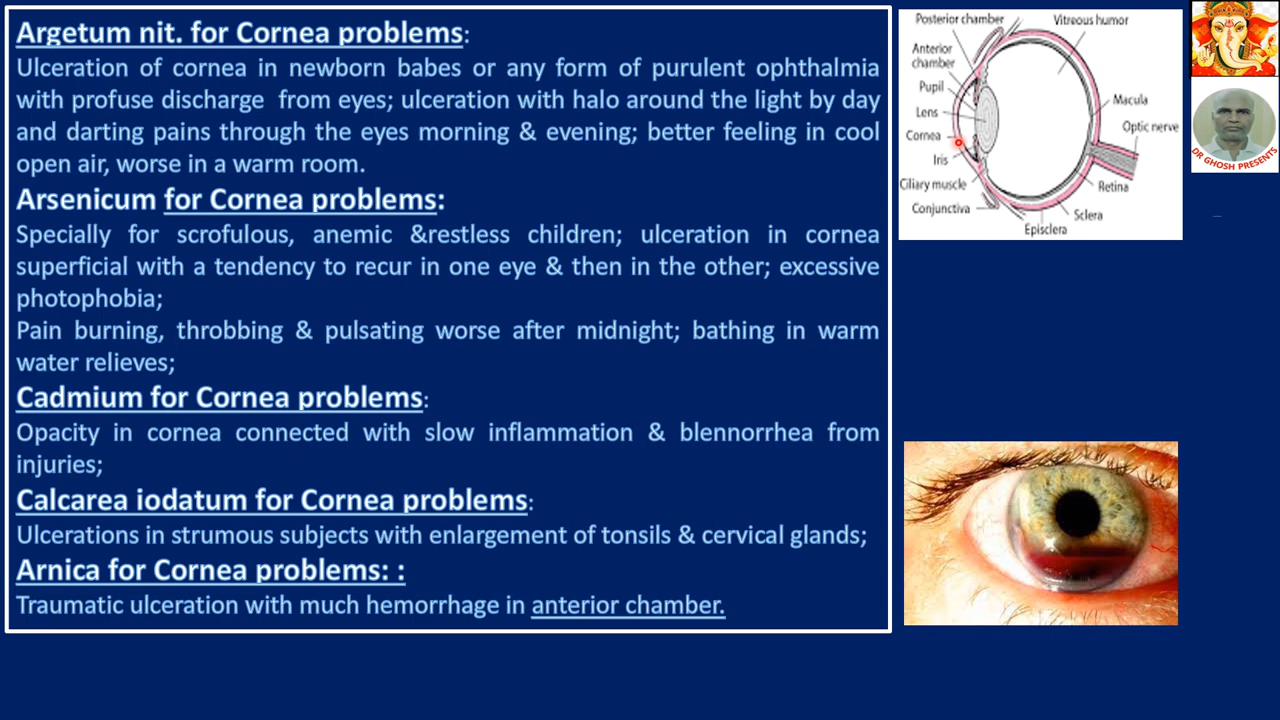 Argetum nit. for Cornea problems:
Ulceration of cornea in newborn babes or any form of purulent ophthalmia
with profuse discharge from eyes; ulceration with halo around the light by day
and darting pains through the eyes morning & evening; better feeling in cool
open air, worse in a warm room.
Arsenicum for Cornea problems:
Specially for scrofulous, anemic &restless children; ulceration in cornea
superficial with a tendency to recur in one eye & then in the other; excessive
photophobia;
Pain burning, throbbing & pulsating worse after midnight; bathing in warm
water relieves;
Cadmium for Cornea problems:
Opacity in cornea connected with slow inflammation & blennorrhea from
injuries;
Calcarea iodatum for Cornea problems:
Ulcerations in strumous subjects with enlargement of tonsils & cervical glands;
Arnica for Cornea problems: :
Traumatic ulceration with much hemorrhage in anterior chamber.
Posterior chamber
Vitreous humor
Anterior
chamber
Pupil
Lens
Cornea
Iris
Ciliary muscle
Conjunctiva
Macula
Optic nerve
Retina
Sclera
Episclera
DR GHOSH PRESENTS